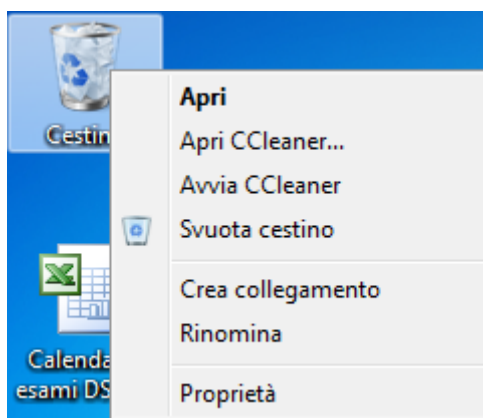 Apri
Cestin
Apri CCleaner...
Avvia CCleaner
Svuota cestino
Crea collegamento
Rinomina
Calenda
esami DS
Proprietà